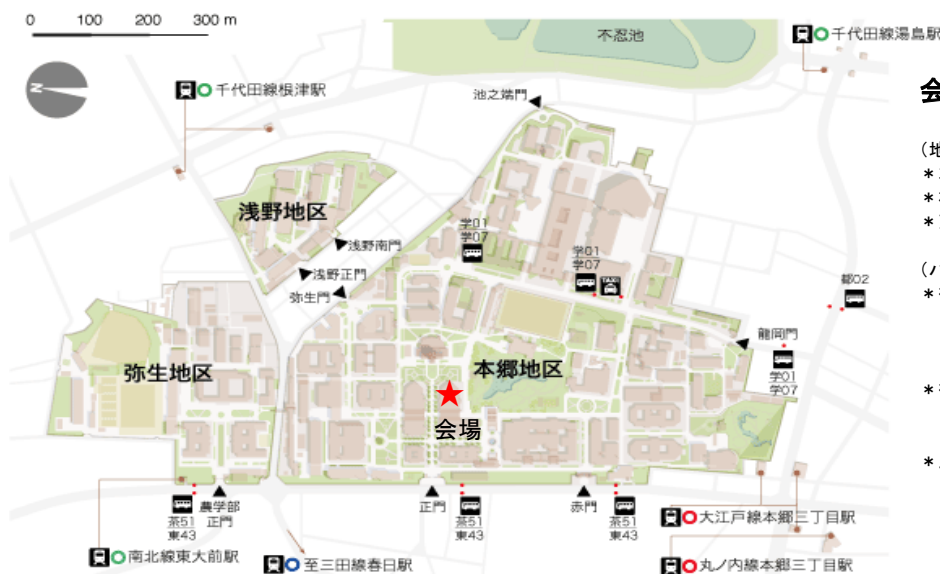 0 100 200 300 m
N
不忍池
千代田線湯島駅
千代田線根津駅
池之端門
会
(地
浅野地区
学01
学07
浅野南門
学01
学07
TAXI
浅野正門
弥生門
都02
龍岡門
弥生地区
本郷地区
学01
学07
会場
農学部
正門
正門
赤門
茶51
東43
茶51
東43
茶51
東43
大江戸線本郷三丁目駅
南北線東大前駅
至三田線春日駅
丸ノ内線本郷三丁目駅